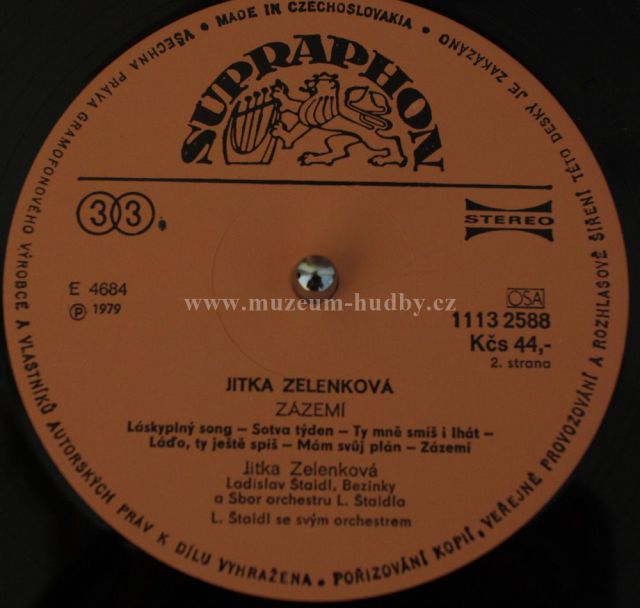 VŠECHNA PRÁVA GRAMOFONOVÉHO VÝROBCE A VLASTNÍKŮ AUTORSKÝCH PRÁV K DÍLU VYHRAŽENA • POŘIZOVÁNÍ KOPIÍ, VEŘEJNÉ PROVOZOVÁNÍ A ROZHLASOVÉ ŠÍŘENÍ TÉTO DESKY JE ZAKÁZÁNO • MADE IN CZECHOSLOVAKIA •
SUPRAPHON
33.
STEREO
E 4684
Ⓟ 1979
www.muzeum-hudby.cz
OSA
1113 2588
Kčs 44,-
2. strana
JITKA ZELENKOVÁ
ZÁZEMÍ
Láskyplný song — Sotva týden — Ty mně smíš i lhát —
Láďo, ty ještě spíš — Mám svůj plán — Zázemí
Jitka Zelenková
Ladislav Štaidl, Bezinky
a Sbor orchestru L. Štaidla
L. Štaidl se svým orchestrem